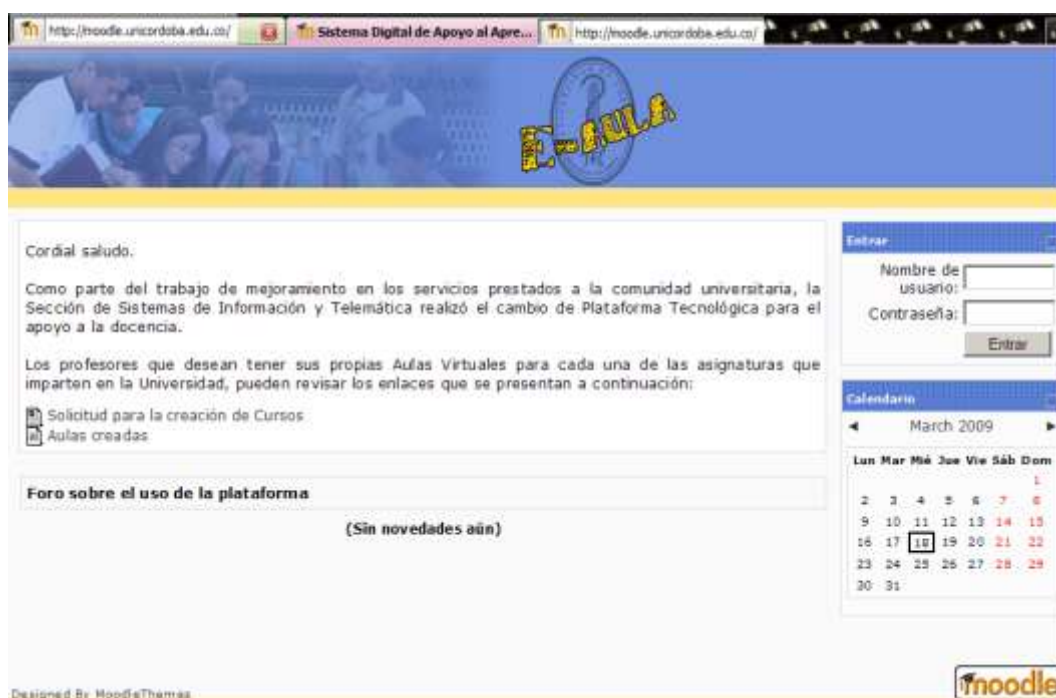 http://moodle.unicordoba.edu.co/
Sistema Digital de Apoyo al Apre...
http://moodle.unicordoba.edu.co/
E-AULA
Cordial saludo.
Como parte del trabajo de mejoramiento en los servicios prestados a la comunidad universitaria, la
Sección de Sistemas de Información y Telemática realizó el cambio de Plataforma Tecnológica para el
apoyo a la docencia.
Los profesores que desean tener sus propias Aulas Virtuales para cada una de las asignaturas que
imparten en la Universidad, pueden revisar los enlaces que se presentan a continuación:
Solicitud para la creación de Cursos
Aulas creadas
Foro sobre el uso de la plataforma
(Sin novedades aún)
Entrar
Nombre de
usuario:
Contraseña:
Entrar
Calendario
March 2009
Lun Mar Mié Jue Vie Sáb Dom
1
2 3 4 5 6 7 8
9 10 11 12 13 14 15
16 17 18 19 20 21 22
23 24 25 26 27 28 29
30 31
Designed By MoodleThemes
moodle